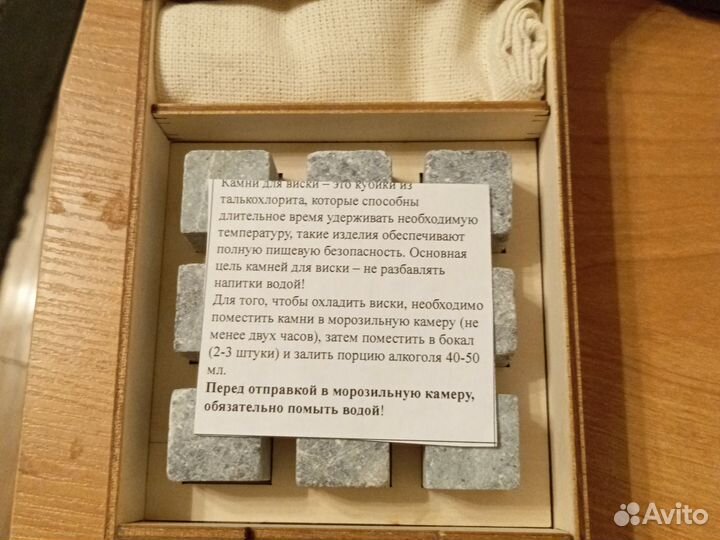 Камни для виски – это кубики из
талькохлорита, которые способны
длительное время удерживать необходимую
температуру, такие изделия обеспечивают
полную пищевую безопасность. Основная
цель камней для виски – не разбавлять
напитки водой!
Для того, чтобы охладить виски, необходимо
поместить камни в морозильную камеру (не
менее двух часов), затем поместить в бокал
(2-3 штуки) и залить порцию алкоголя 40-50
мл.
Перед отправкой в морозильную камеру,
обязательно помыть водой!
Avito